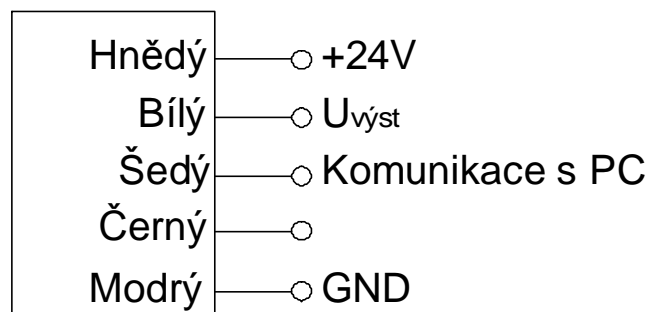 Hnědý +24V
Bílý Uvýst
Šedý Komunikace s PC
Černý
Modrý GND